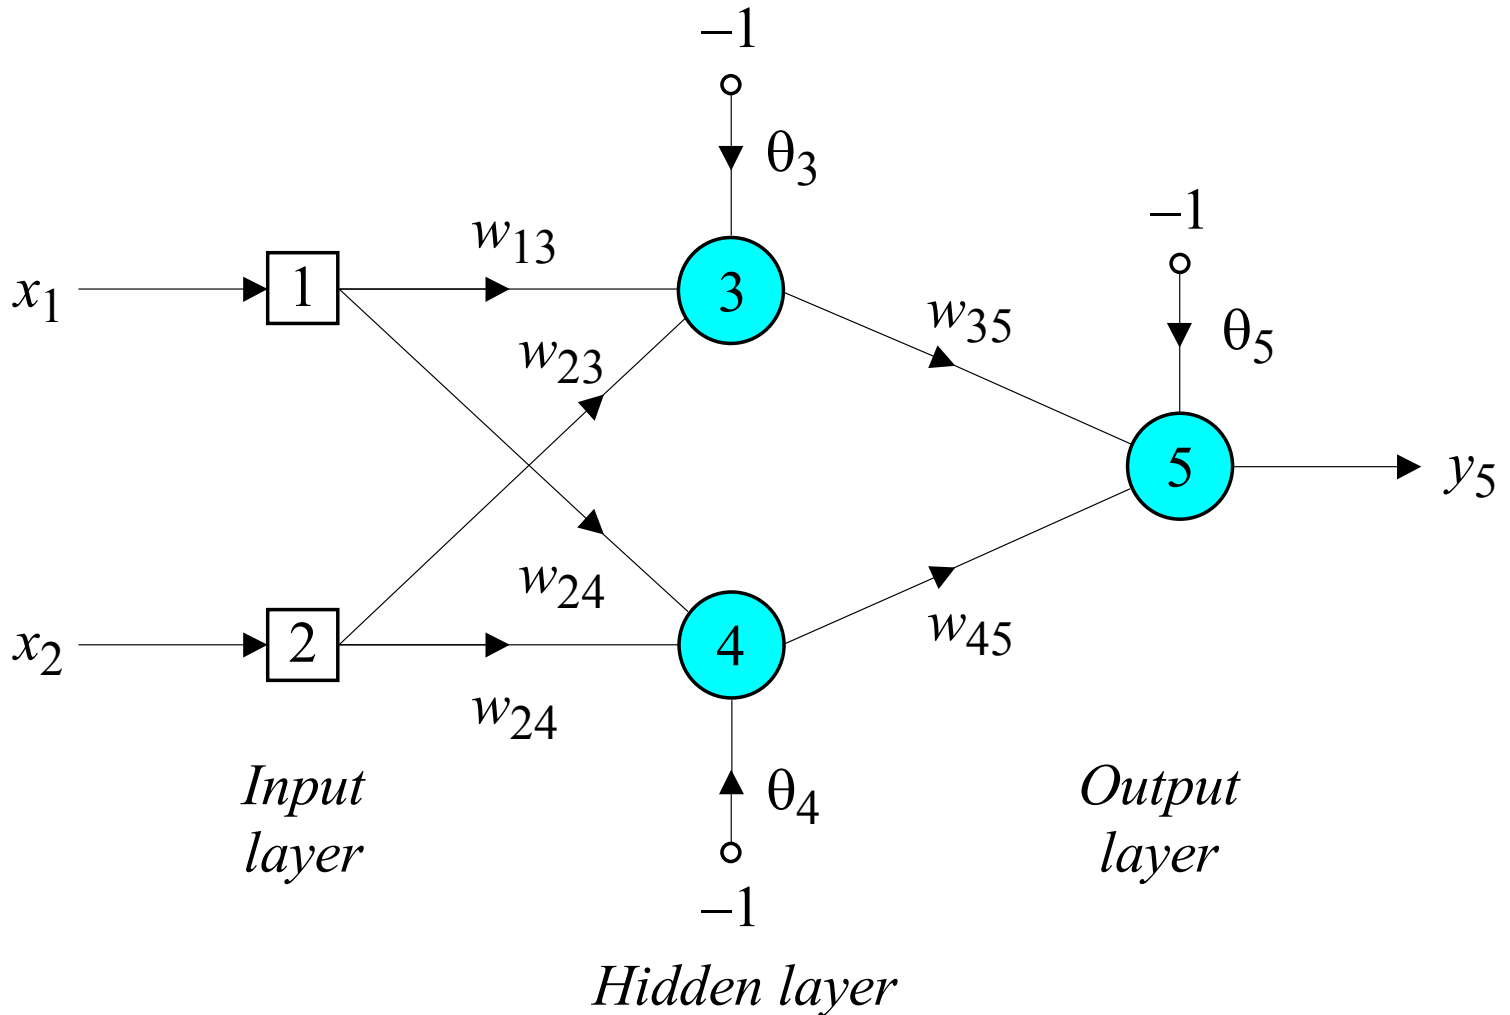 –1
θ3
–1
w13
x1
1
3
w35
θ5
w23
5
y5
w24
x2
2
4
w45
w24
Input
layer
θ4
Output
layer
–1
Hidden layer